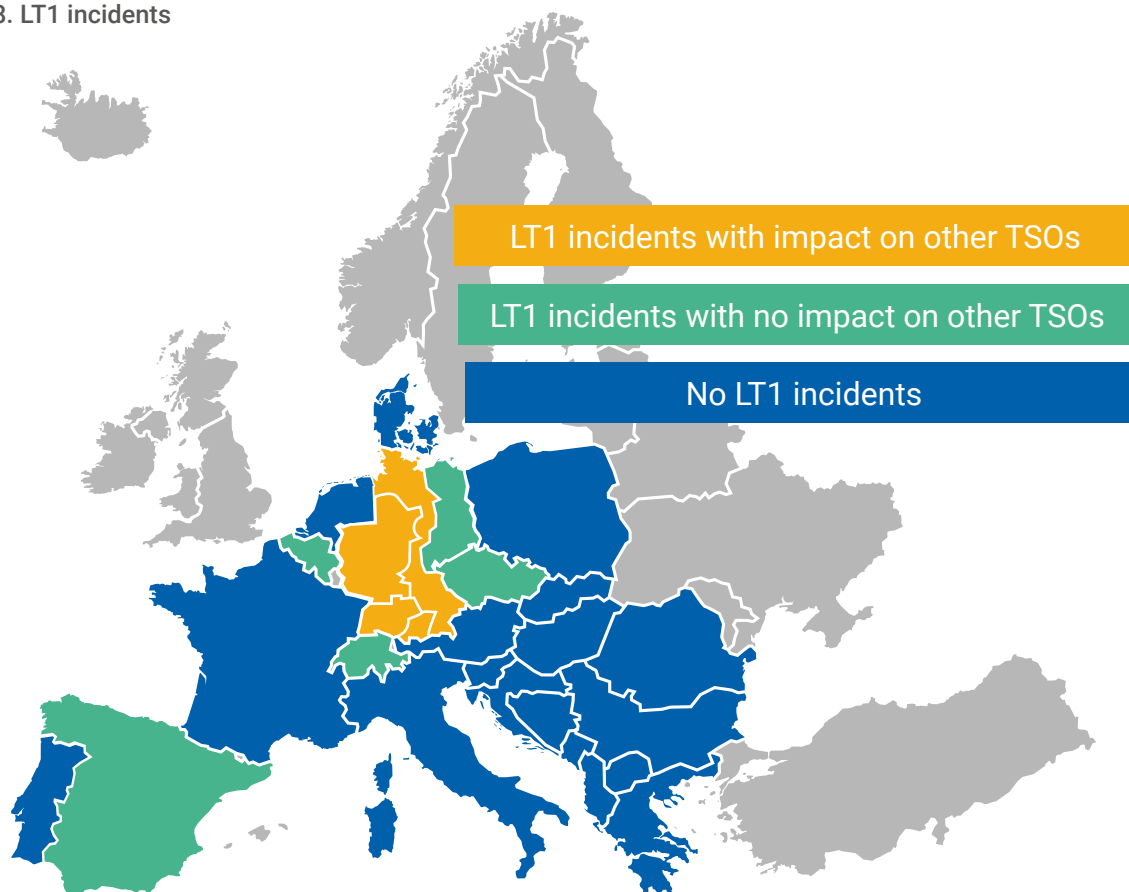 3. LT1 incidents
LT1 incidents with impact on other TSOs
LT1 incidents with no impact on other TSOs
No LT1 incidents